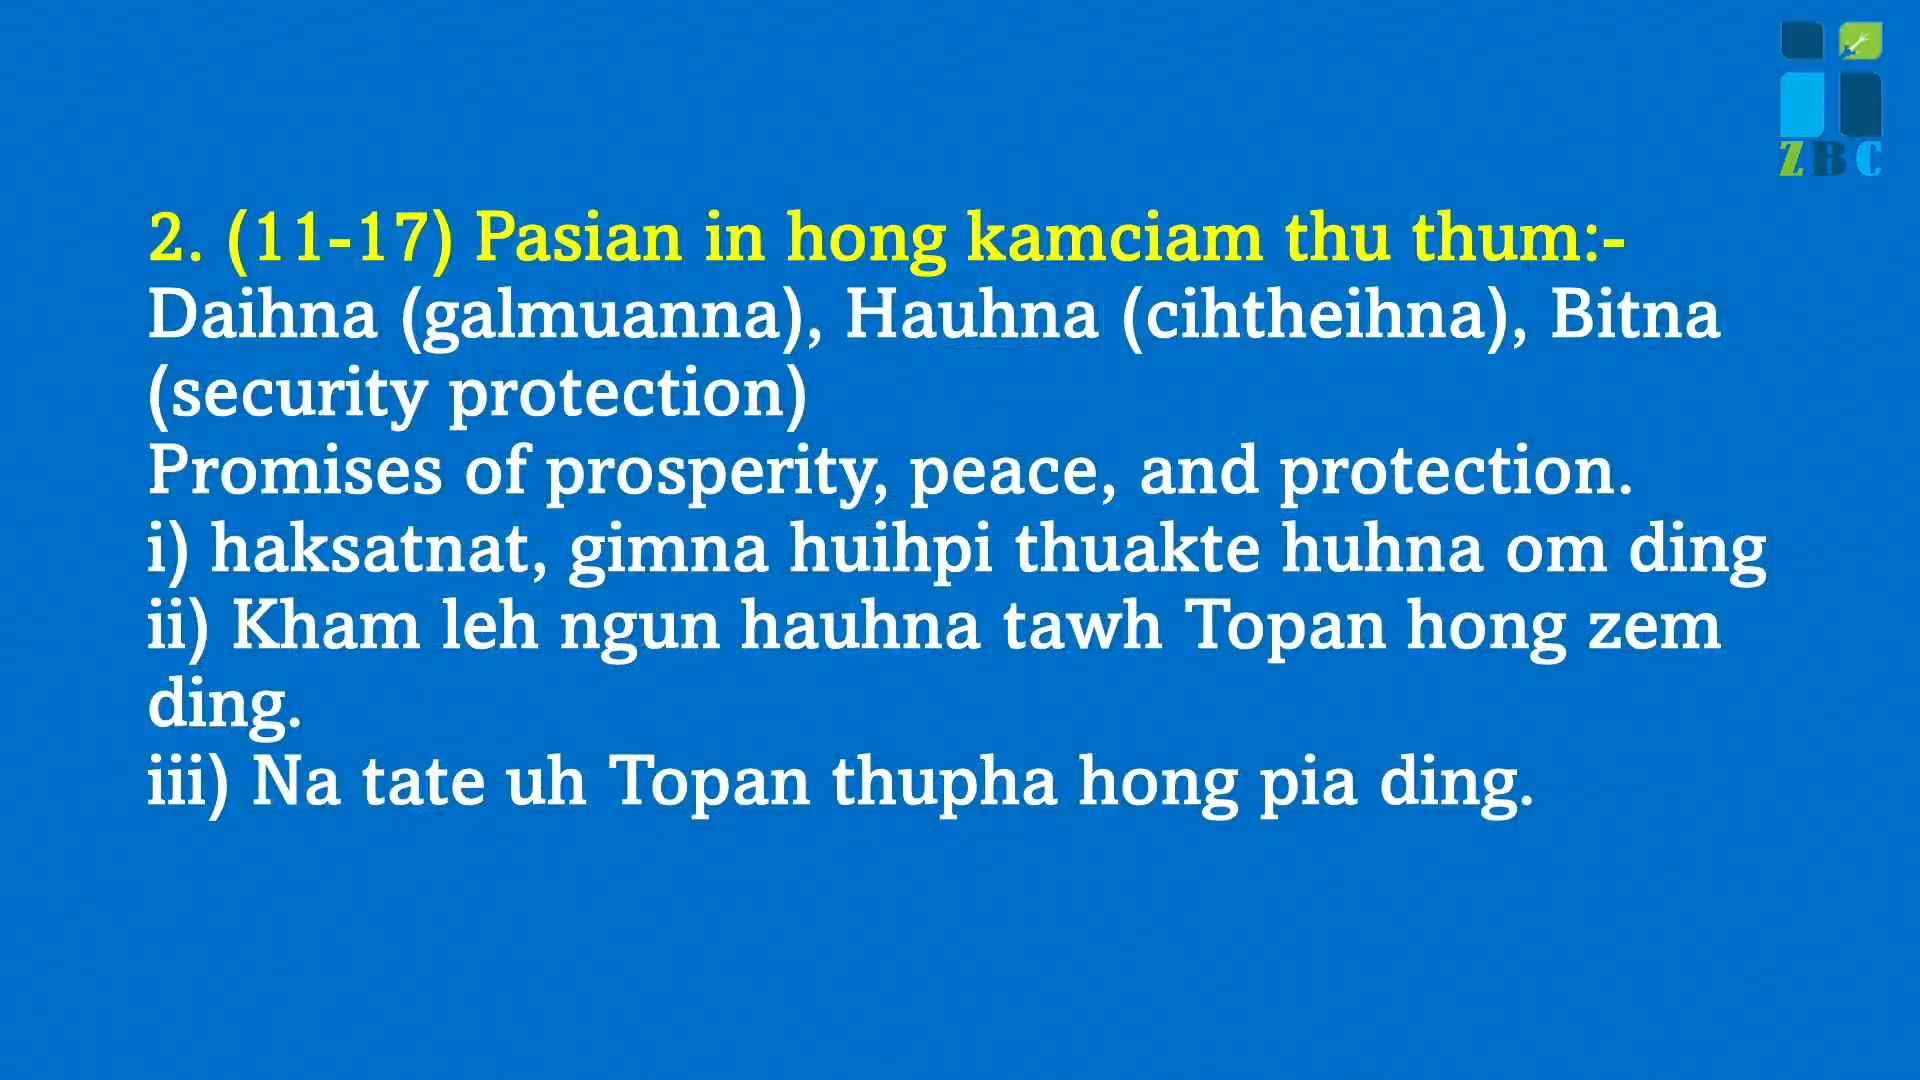 ZBC
2. (11-17) Pasian in hong kamciam thu thum:-
Daihna (galmuanna), Hauhna (cihtheihna), Bitna
(security protection)
Promises of prosperity, peace, and protection.
i) haksatnat, gimna huihpi thuakte huhna om ding
ii) Kham leh ngun hauhna tawh Topan hong zem
ding.
iii) Na tate uh Topan thupha hong pia ding.